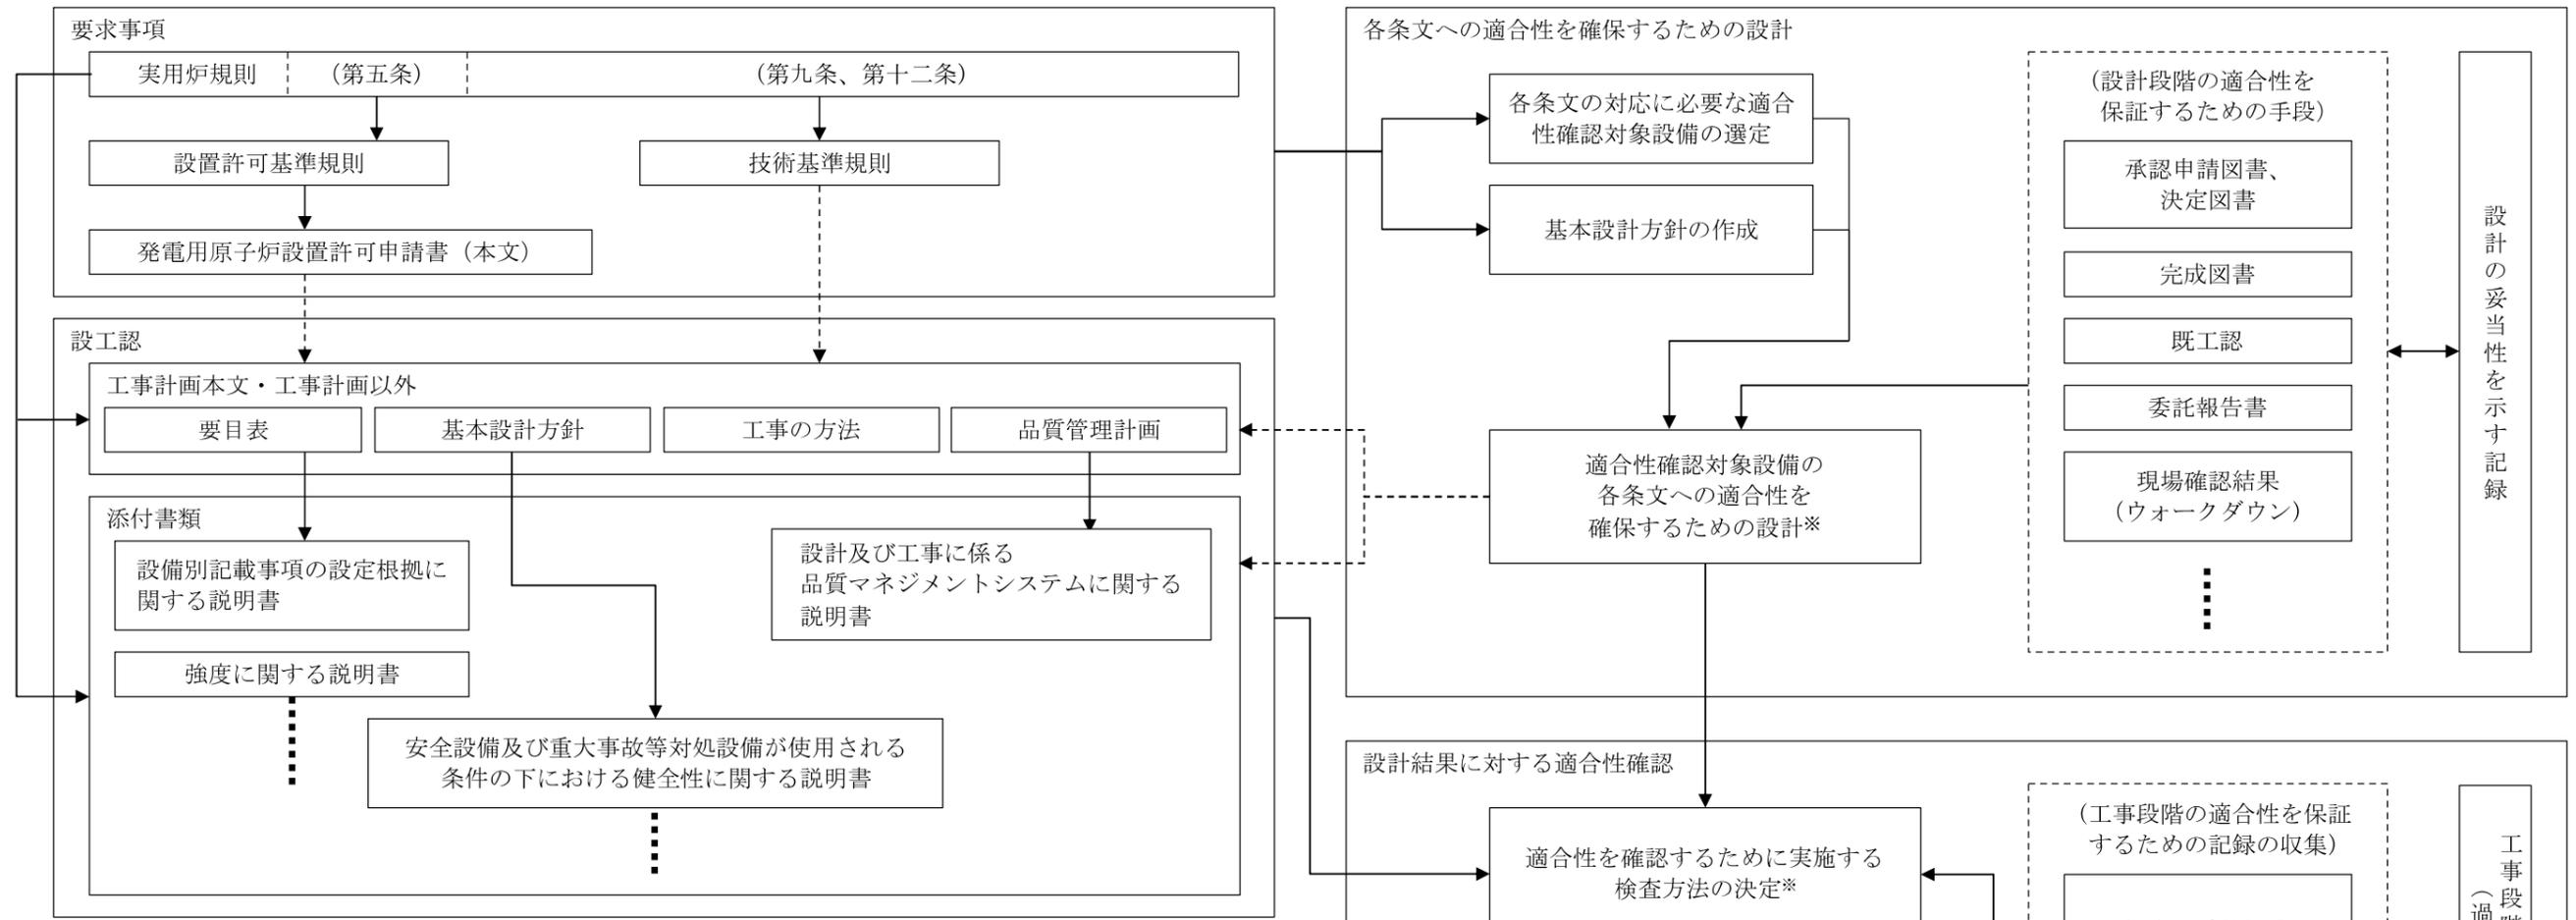 要求事項
実用炉規則
(第五条)
(第九条、第十二条)
設置許可基準規則
技術基準規則
発電用原子炉設置許可申請書（本文）
設工認
工事計画本文・工事計画以外
要目表
基本設計方針
工事の方法
品質管理計画
添付書類
設備別記載事項の設定根拠に
関する説明書
設計及び工事に係る
品質マネジメントシステムに関する
説明書
強度に関する説明書
安全設備及び重大事故等対処設備が使用される
条件の下における健全性に関する説明書
各条文への適合性を確保するための設計
各条文の対応に必要な適合
性確認対象設備の選定
基本設計方針の作成
適合性確認対象設備の
各条文への適合性を
確保するための設計※
（設計段階の適合性を
保証するための手段）
承認申請図書、
決定図書
完成図書
既工認
委託報告書
現場確認結果
（ウォークダウン）
設計の妥当性を示す記録
設計結果に対する適合性確認
適合性を確認するために実施する
検査方法の決定※
（工事段階の適合性を保証
するための記録の収集）
工事段
（過